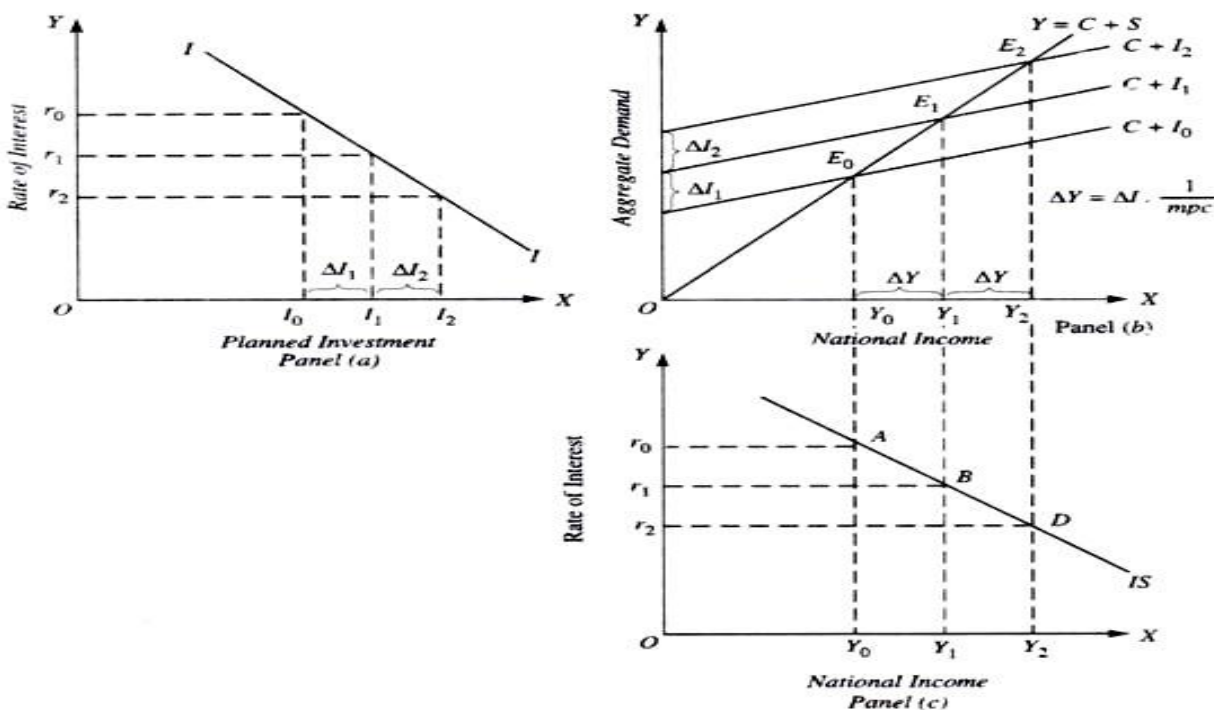 Y
I
r₀
r₁
r₂
Rate of Interest
ΔI₁ ΔI₂
I
O I₀ I₁ I₂ X
Planned Investment
Panel (a)
Y
Y = C + S
E₂
C + I₂
E₁
C + I₁
E₀
C + I₀
Aggregate Demand
ΔI₂
ΔI₁
ΔY = ΔI . 1/mpc
ΔY ΔY
O Y₀ Y₁ Y₂ X
National Income
Panel (b)
Y
Rate of Interest
r₀ A
r₁ B
r₂ D
IS
O Y₀ Y₁ Y₂ X
National Income
Panel (c)